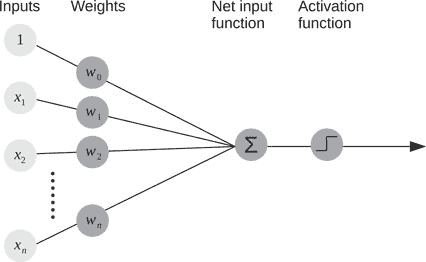 Inputs
Weights
Net input
function
Activation
function
1
x1
x2
xn
w0
w1
w2
wn
Σ